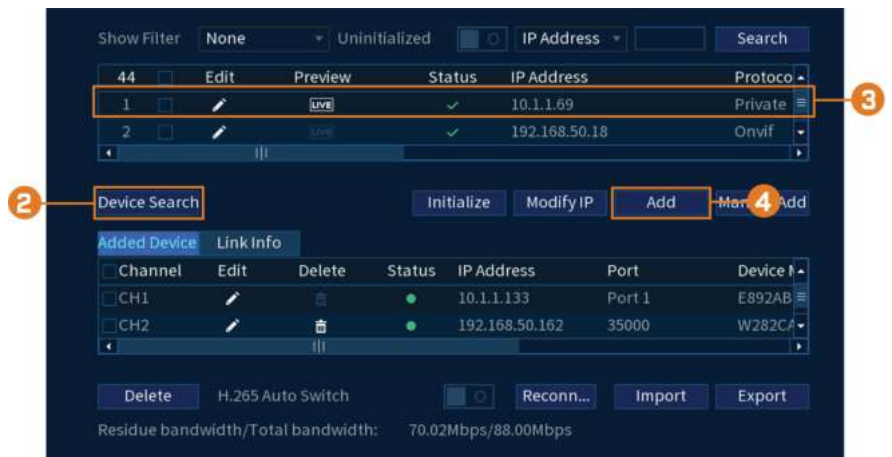 Show Filter None Uninitialized IP Address Search
44 Edit Preview Status IP Address Protoco
1 LIVE 10.1.1.69 Private
3
2 LIVE 192.168.50.18 Onvif
2 Device Search Initialize Modify IP Add 4 Add
Added Device Link Info
Channel Edit Delete Status IP Address Port Device
CH1 10.1.1.133 Port 1 E892AB
CH2 192.168.50.162 35000 W282CA
Delete H.265 Auto Switch Reconn... Import Export
Residue bandwidth/Total bandwidth: 70.02Mbps/88.00Mbps